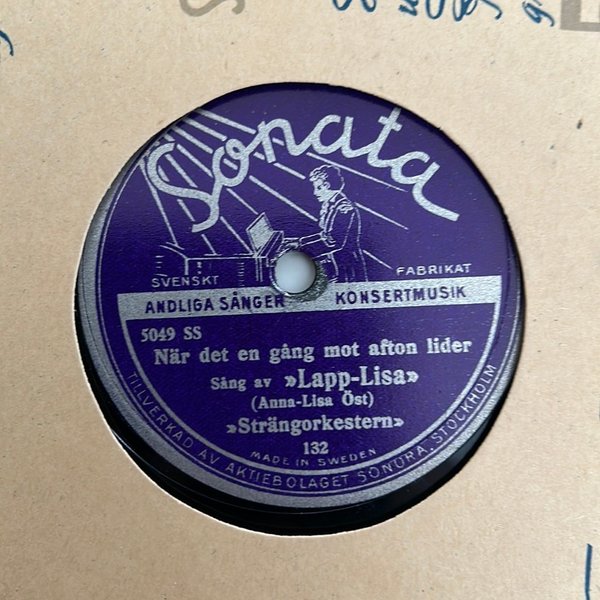 Sonata
SVENSKT FABRIKAT
ANDLIGA SÅNGER KONSERTMUSIK
5049 SS
När det en gång mot afton lider
Sång av »Lapp-Lisa»
(Anna-Lisa Öst)
»Strängorkestern»
132
MADE IN SWEDEN
TILLVERKAD AV AKTIEBOLAGET SONURA, STOCKHOLM